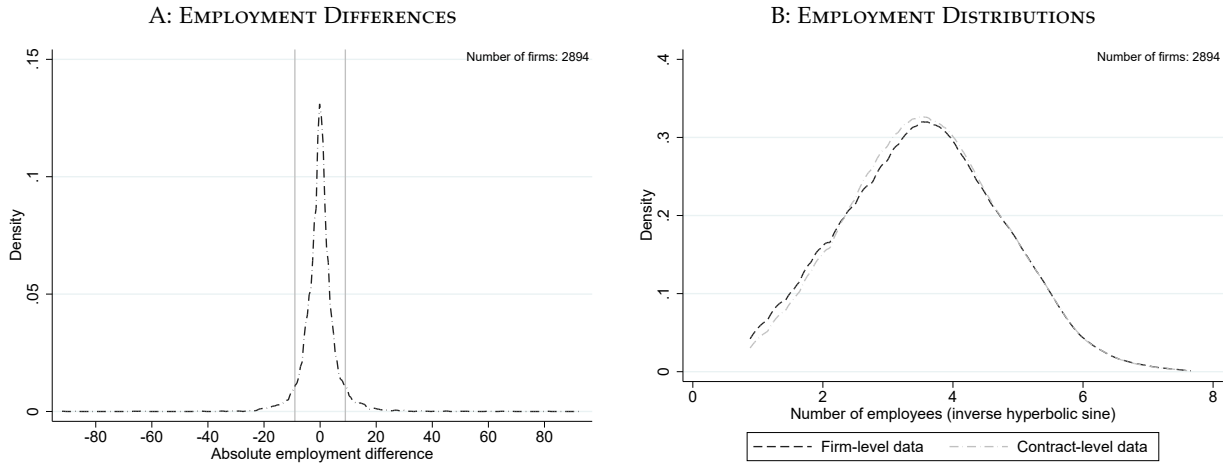 A: EMPLOYMENT DIFFERENCES
Number of firms: 2894
.15
.1
.05
0
Density
-80 -60 -40 -20 0 20 40 60 80
Absolute employment difference
B: EMPLOYMENT DISTRIBUTIONS
Number of firms: 2894
.4
.3
.2
.1
0
Density
0 2 4 6 8
Number of employees (inverse hyperbolic sine)
Firm-level data Contract-level data